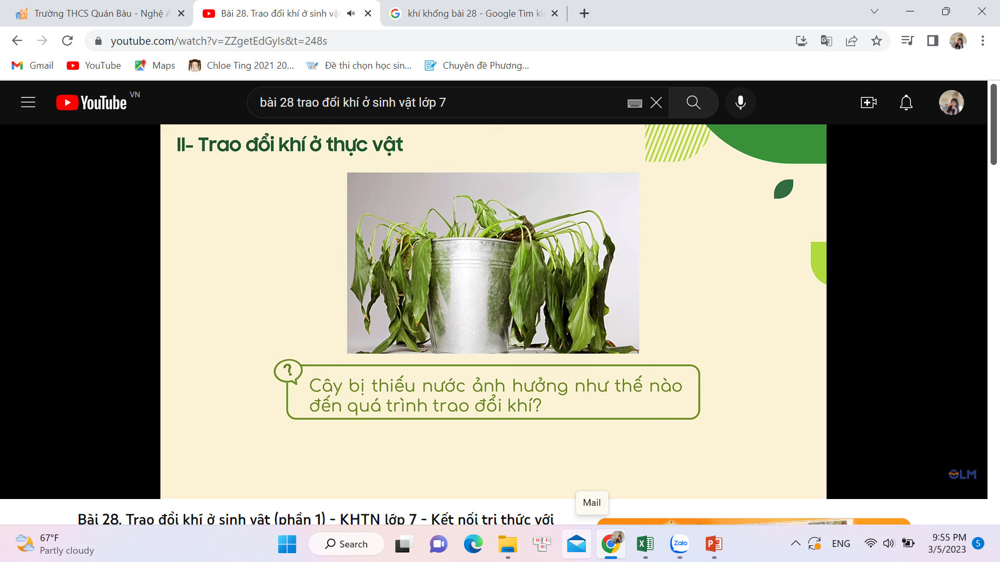 Trường THCS Quán Bàu - Nghệ A
Bài 28. Trao đổi khí ở sinh vậ
khí khổng bài 28 - Google Tìm ki
youtube.com/watch?v=ZZgetEdGyIs&t=248s
Gmail
YouTube
Maps
Chloe Ting 2021 20...
Đề thi chọn học sin...
Chuyên đề Phương...
YouTube VN
bài 28 trao đổi khí ở sinh vật lớp 7
II- Trao đổi khí ở thực vật
?
Cây bị thiếu nước ảnh hưởng như thế nào
đến quá trình trao đổi khí?
OLM
Mail
Bài 28. Trao đổi khí ở sinh vật (phần 1) - KHTN lớp 7 - Kết nối tri thức với
67°F
Partly cloudy
Search
Zalo
ENG
9:55 PM
3/5/2023
5